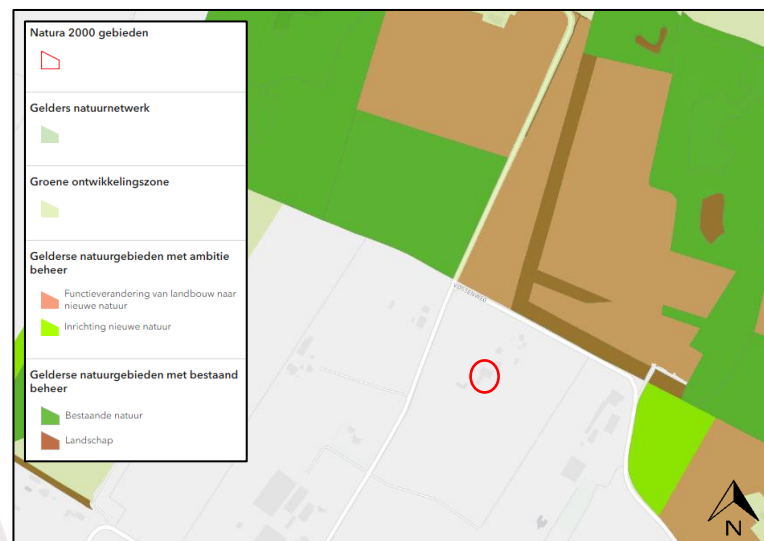 Natura 2000 gebieden
Gelders natuurnetwerk
Groene ontwikkelingszone
Gelderse natuurgebieden met ambitie
beheer
Functieverandering van landbouw naar
nieuwe natuur
Inrichting nieuwe natuur
Gelderse natuurgebieden met bestaand
beheer
Bestaande natuur
Landschap
VOSSENWEG
N